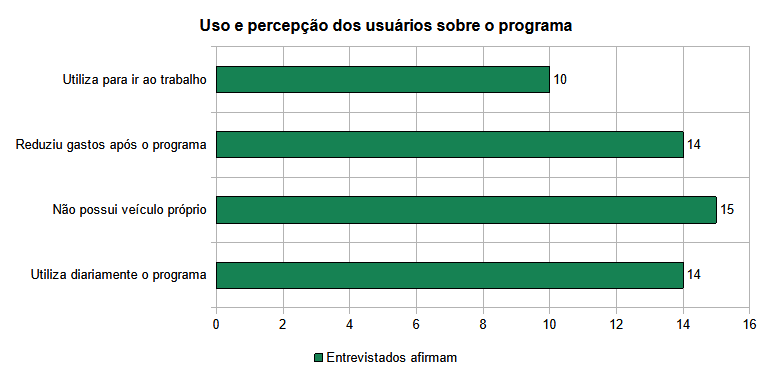 Uso e percepção dos usuários sobre o programa
Utiliza para ir ao trabalho 10
Reduziu gastos após o programa 14
Não possui veículo próprio 15
Utiliza diariamente o programa 14
0 2 4 6 8 10 12 14 16
Entrevistados afirmam